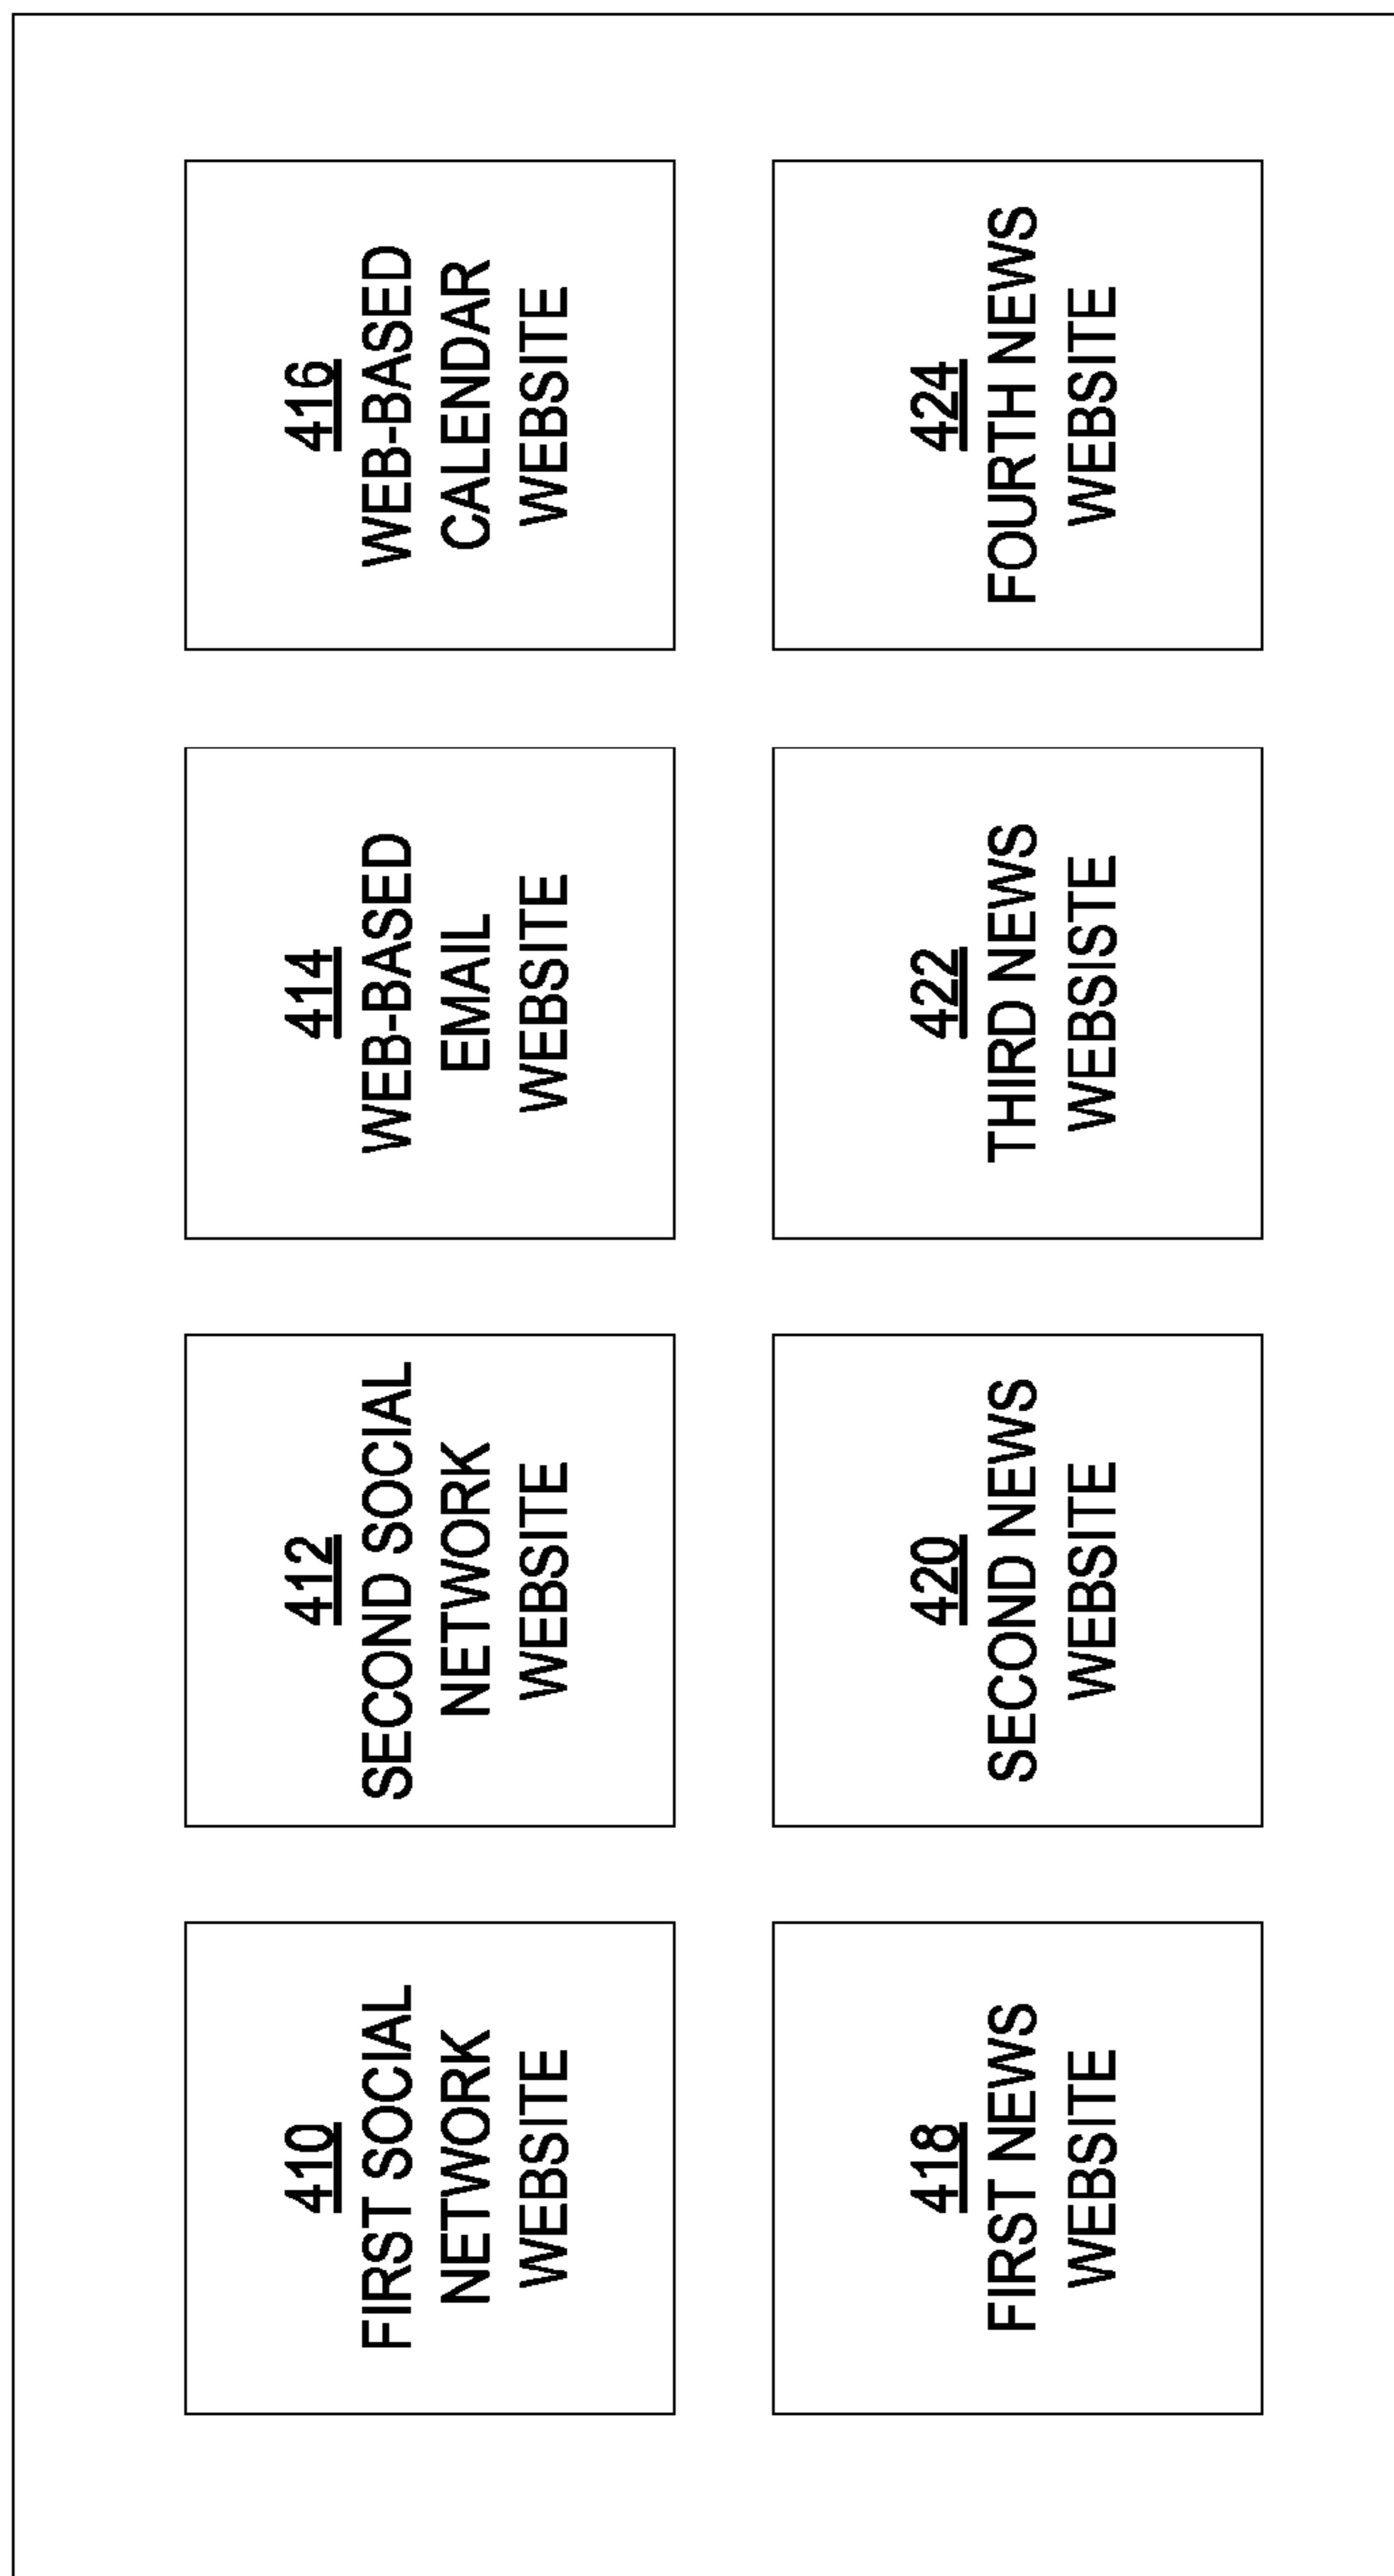 410
FIRST SOCIAL
NETWORK
WEBSITE
412
SECOND SOCIAL
NETWORK
WEBSITE
414
WEB-BASED
EMAIL
WEBSITE
416
WEB-BASED
CALENDAR
WEBSITE
418
FIRST NEWS
WEBSITE
420
SECOND NEWS
WEBSITE
422
THIRD NEWS
WEBSISTE
424
FOURTH NEWS
WEBSITE